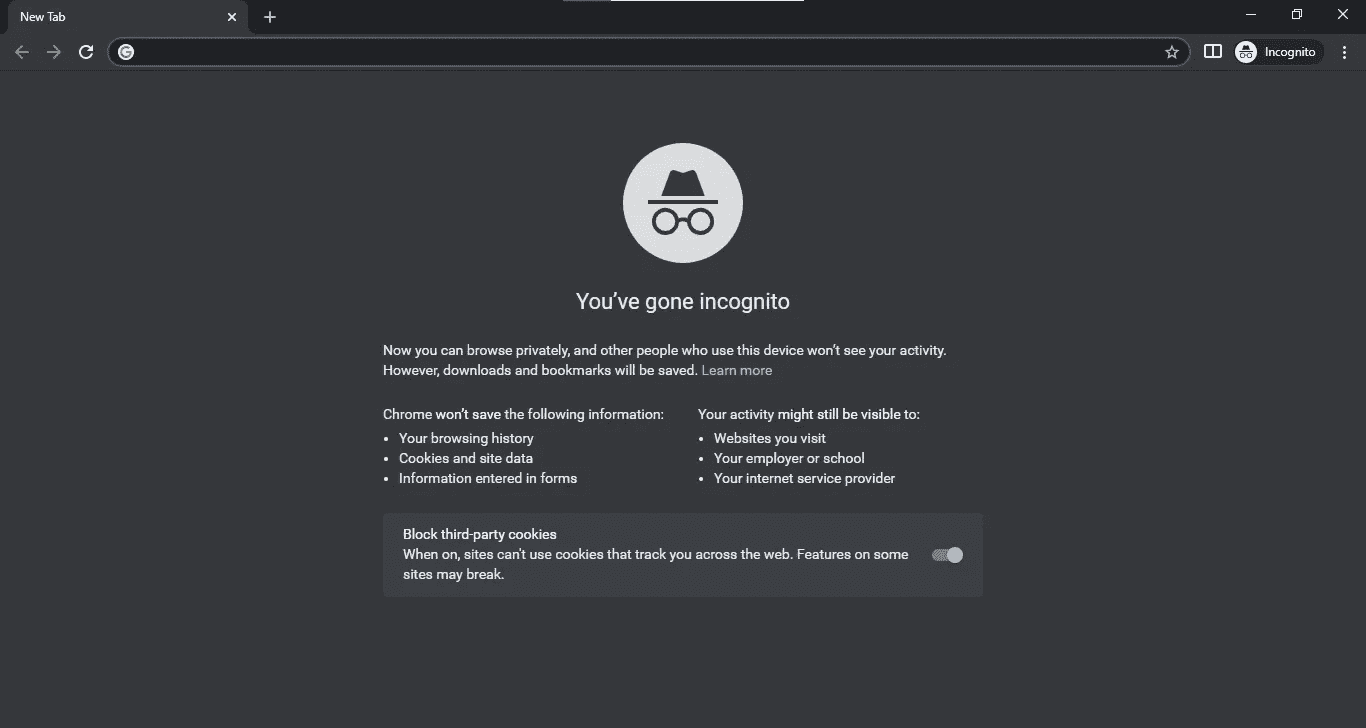 New Tab
Incognito
You've gone incognito
Now you can browse privately, and other people who use this device won't see your activity.
However, downloads and bookmarks will be saved. Learn more
Chrome won't save the following information:
Your browsing history
Cookies and site data
Information entered in forms
Your activity might still be visible to:
Websites you visit
Your employer or school
Your internet service provider
Block third-party cookies
When on, sites can't use cookies that track you across the web. Features on some
sites may break.